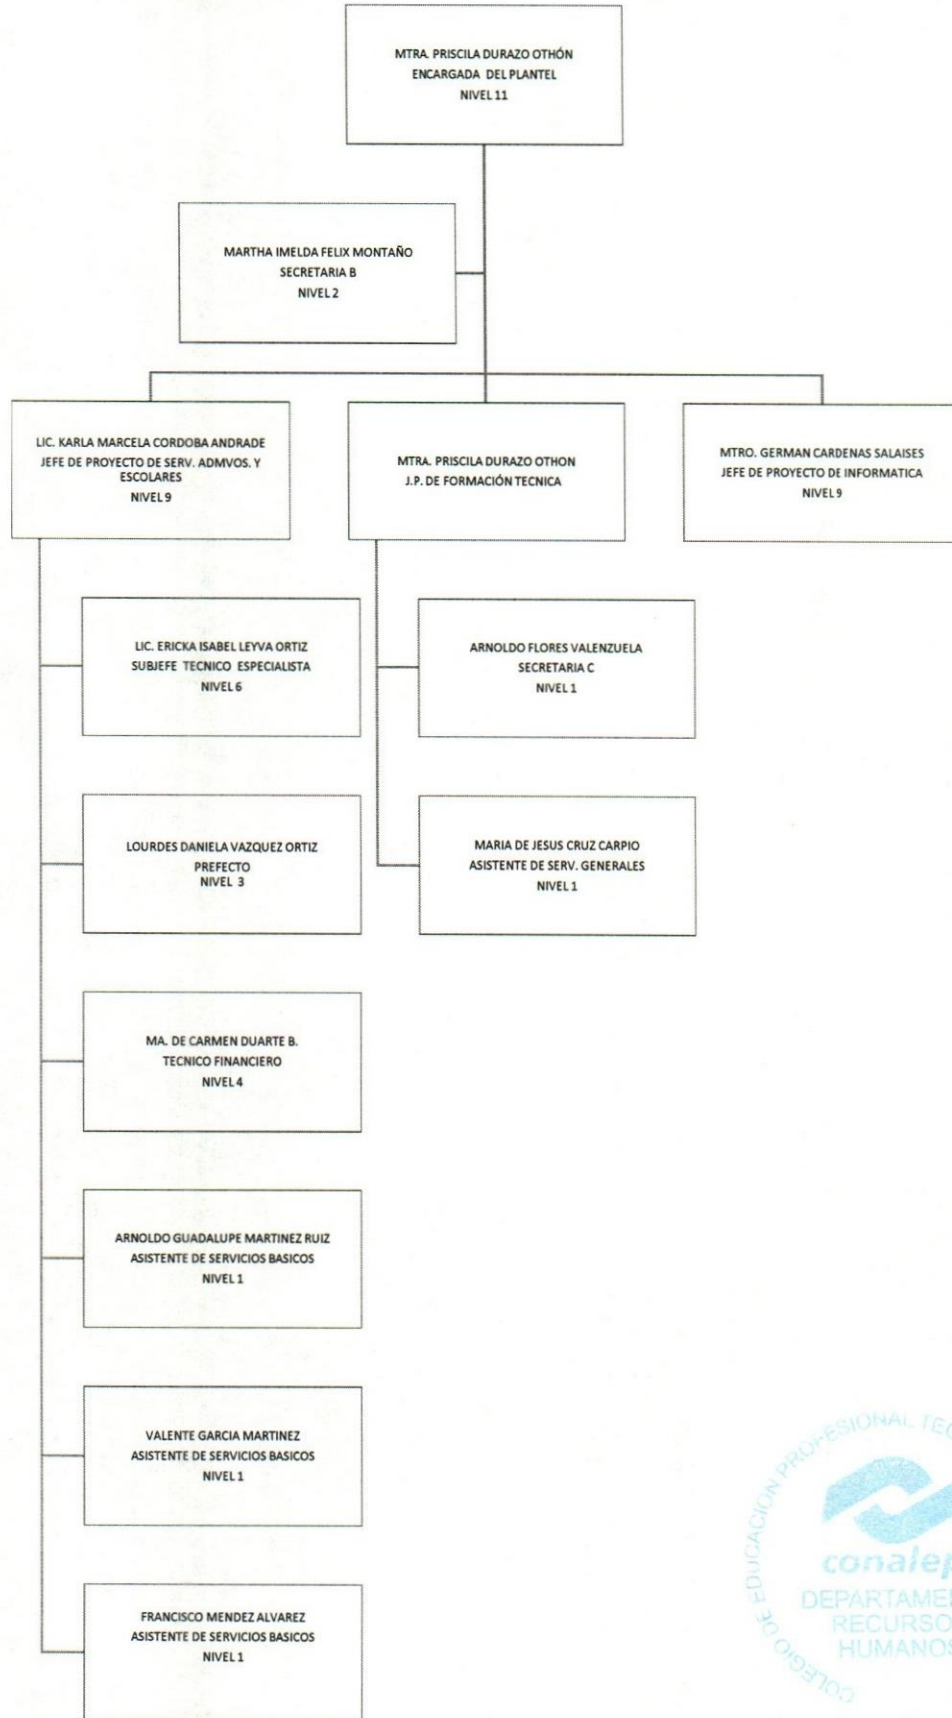 MTRA. PRISCILA DURAZO OTHÓN
ENCARGADA DEL PLANTEL
NIVEL 11
MARTHA IMELDA FELIX MONTAÑO
SECRETARIA B
NIVEL 2
LIC. KARLA MARCELA CORDOBA ANDRADE
JEFE DE PROYECTO DE SERV. ADMVOS. Y
ESCOLARES
NIVEL 9
MTRA. PRISCILA DURAZO OTHON
J.P. DE FORMACIÓN TECNICA
MTRO. GERMAN CARDENAS SALAISES
JEFE DE PROYECTO DE INFORMATICA
NIVEL 9
LIC. ERICKA ISABEL LEYVA ORTIZ
SUBJEFE TECNICO ESPECIALISTA
NIVEL 6
ARNOLDO FLORES VALENZUELA
SECRETARIA C
NIVEL 1
LOURDES DANIELA VAZQUEZ ORTIZ
PREFECTO
NIVEL 3
MARIA DE JESUS CRUZ CARPIO
ASISTENTE DE SERV. GENERALES
NIVEL 1
MA. DE CARMEN DUARTE B.
TECNICO FINANCIERO
NIVEL 4
ARNOLDO GUADALUPE MARTINEZ RUIZ
ASISTENTE DE SERVICIOS BASICOS
NIVEL 1
VALENTE GARCIA MARTINEZ
ASISTENTE DE SERVICIOS BASICOS
NIVEL 1
FRANCISCO MENDEZ ALVAREZ
ASISTENTE DE SERVICIOS BASICOS
NIVEL 1
COLEGIO DE EDUCACION PROFESIONAL TEC
conalep
DEPARTAMEN
RECURSO
HUMANOS